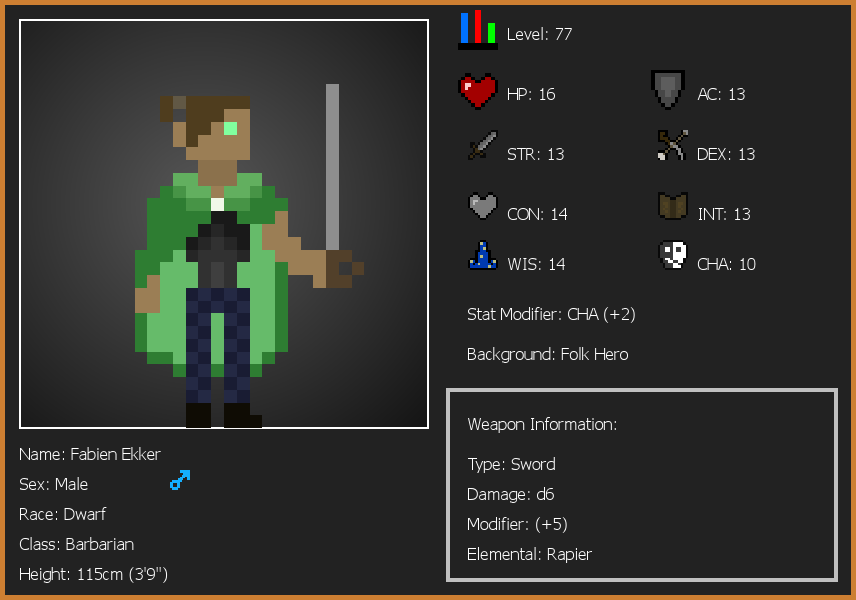 Level: 77
HP: 16
AC: 13
STR: 13
DEX: 13
CON: 14
INT: 13
WIS: 14
CHA: 10
Stat Modifier: CHA (+2)
Background: Folk Hero
Weapon Information:
Type: Sword
Damage: d6
Modifier: (+5)
Elemental: Rapier
Name: Fabien Ekker
Sex: Male
Race: Dwarf
Class: Barbarian
Height: 115cm (3'9")